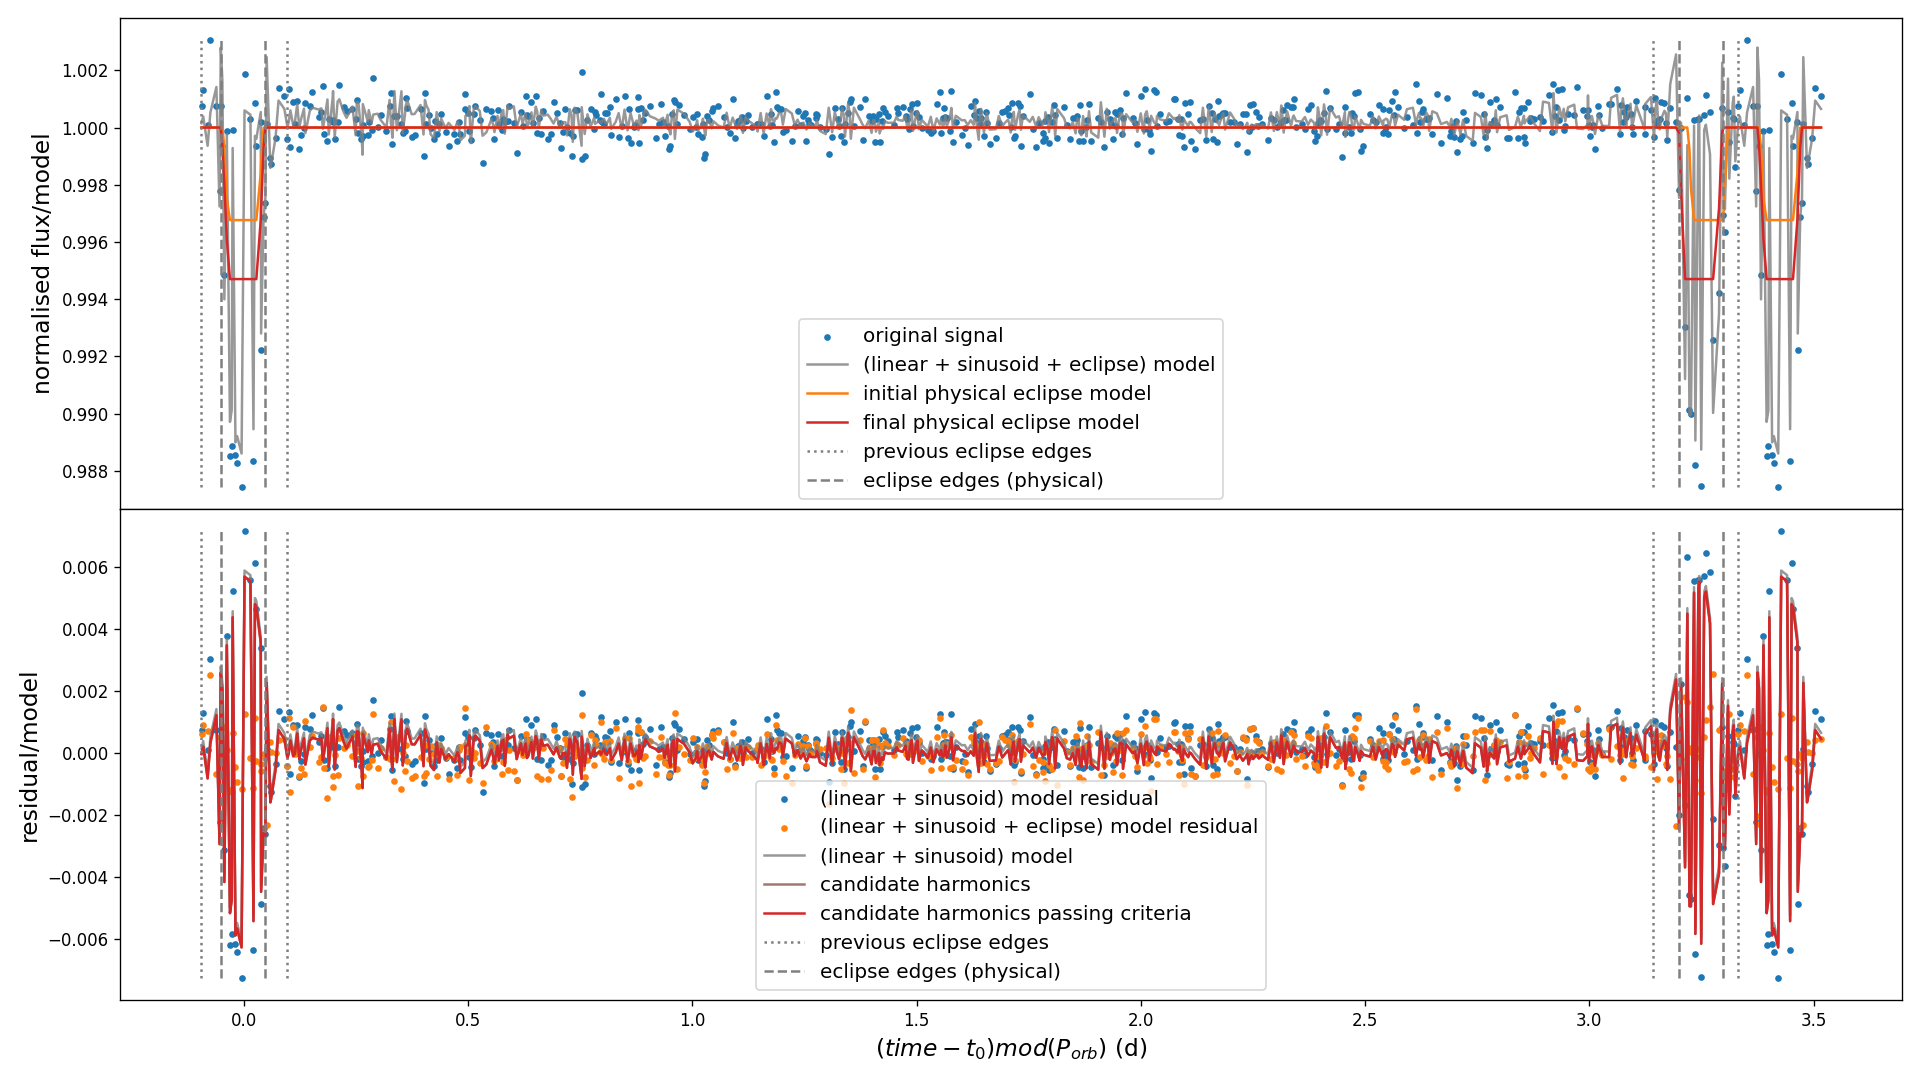 1.002
1.000
0.998
0.996
0.994
0.992
0.990
0.988
normalised flux/model
original signal
(linear + sinusoid + eclipse) model
initial physical eclipse model
final physical eclipse model
previous eclipse edges
eclipse edges (physical)
0.006
0.004
0.002
0.000
−0.002
−0.004
−0.006
residual/model
(linear + sinusoid) model residual
(linear + sinusoid + eclipse) model residual
(linear + sinusoid) model
candidate harmonics
candidate harmonics passing criteria
previous eclipse edges
eclipse edges (physical)
0.0 0.5 1.0 1.5 2.0 2.5 3.0 3.5
(time − t₀)mod(Pₒᵣb) (d)